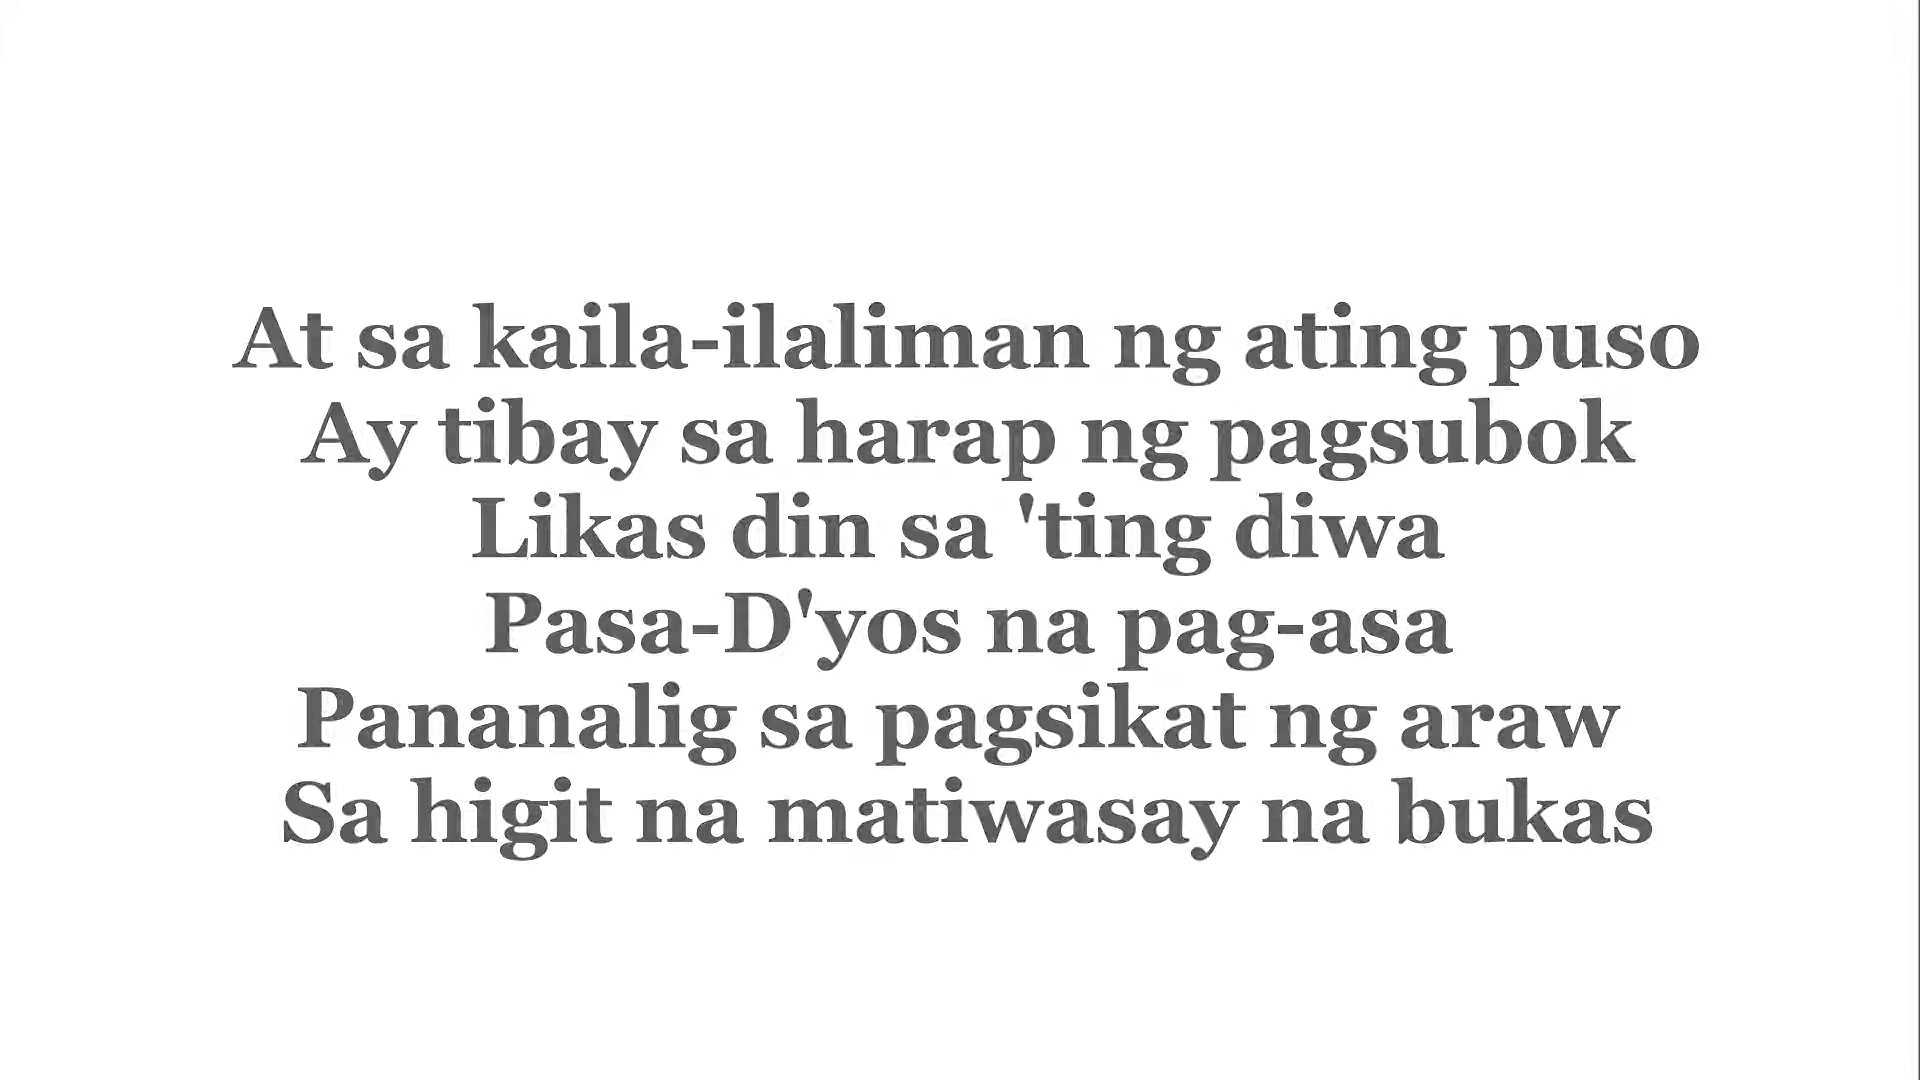 At sa kaila-ilaliman ng ating puso
Ay tibay sa harap ng pagsubok
Likas din sa 'ting diwa
Pasa-D'yos na pag-asa
Pananalig sa pagsikat ng araw
Sa higit na matiwasay na bukas